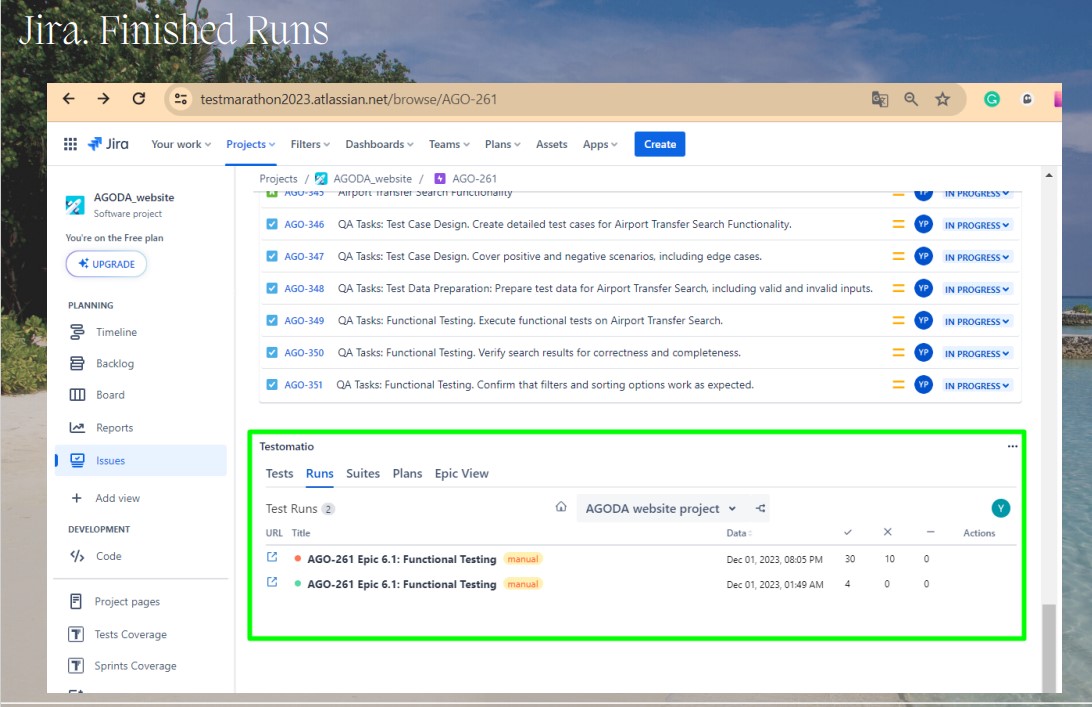 Jira. Finished Runs
testmarathon2023.atlassian.net/browse/AGO-261
Jira Your work Projects Filters Dashboards Teams Plans Assets Apps Create
Projects / AGODA_website / AGO-261
AGODA_website
Software project
You're on the Free plan
UPGRADE
PLANNING
Timeline
Backlog
Board
Reports
Issues
Add view
DEVELOPMENT
Code
Project pages
Tests Coverage
Sprints Coverage
AGO-345 Airport Transfer Search Functionality YP IN PROGRESS
AGO-346 QA Tasks: Test Case Design. Create detailed test cases for Airport Transfer Search Functionality. YP IN PROGRESS
AGO-347 QA Tasks: Test Case Design. Cover positive and negative scenarios, including edge cases. YP IN PROGRESS
AGO-348 QA Tasks: Test Data Preparation: Prepare test data for Airport Transfer Search, including valid and invalid inputs. YP IN PROGRESS
AGO-349 QA Tasks: Functional Testing. Execute functional tests on Airport Transfer Search. YP IN PROGRESS
AGO-350 QA Tasks: Functional Testing. Verify search results for correctness and completeness. YP IN PROGRESS
AGO-351 QA Tasks: Functional Testing. Confirm that filters and sorting options work as expected. YP IN PROGRESS
Testomatio
Tests Runs Suites Plans Epic View
Test Runs 2 AGODA website project Y
URL Title Data Actions
AGO-261 Epic 6.1: Functional Testing manual Dec 01, 2023, 08:05 PM 30 10 0
AGO-261 Epic 6.1: Functional Testing manual Dec 01, 2023, 01:49 AM 4 0 0